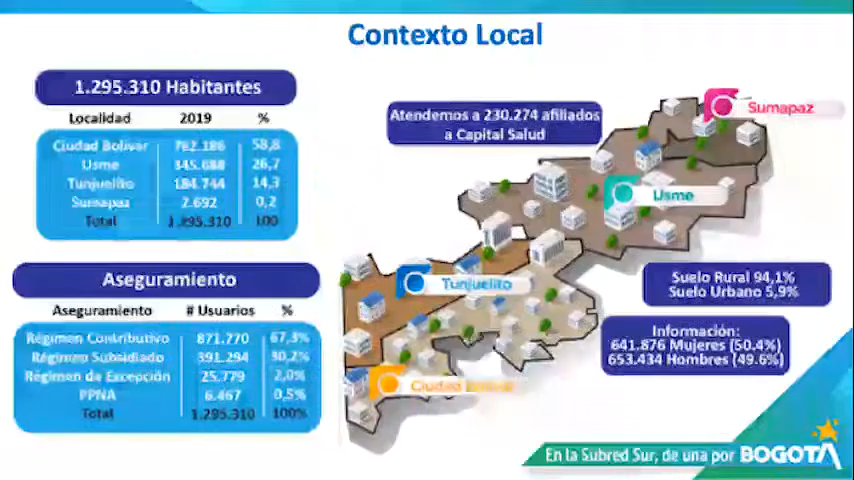 Contexto Local
1.295.310 Habitantes
Localidad 2019 %
Ciudad Bolívar 762.186 58,8
Usme 345.688 26,7
Tunjuelito 184.744 14,3
Sumapaz 2.692 0,2
Total 1.295.310 100
Aseguramiento
Aseguramiento # Usuarios %
Régimen Contributivo 871.770 67,3%
Régimen Subsidiado 391.294 30,2%
Régimen de Excepción 25.779 2,0%
PPNA 6.467 0,5%
Total 1.295.310 100%
Atendemos a 230.274 afiliados
a Capital Salud
Sumapaz
Usme
Tunjuelito
Ciudad Bolívar
Suelo Rural 94,1%
Suelo Urbano 5,9%
Información:
641.876 Mujeres (50.4%)
653.434 Hombres (49.6%)
En la Subred Sur, de una por BOGOTÁ